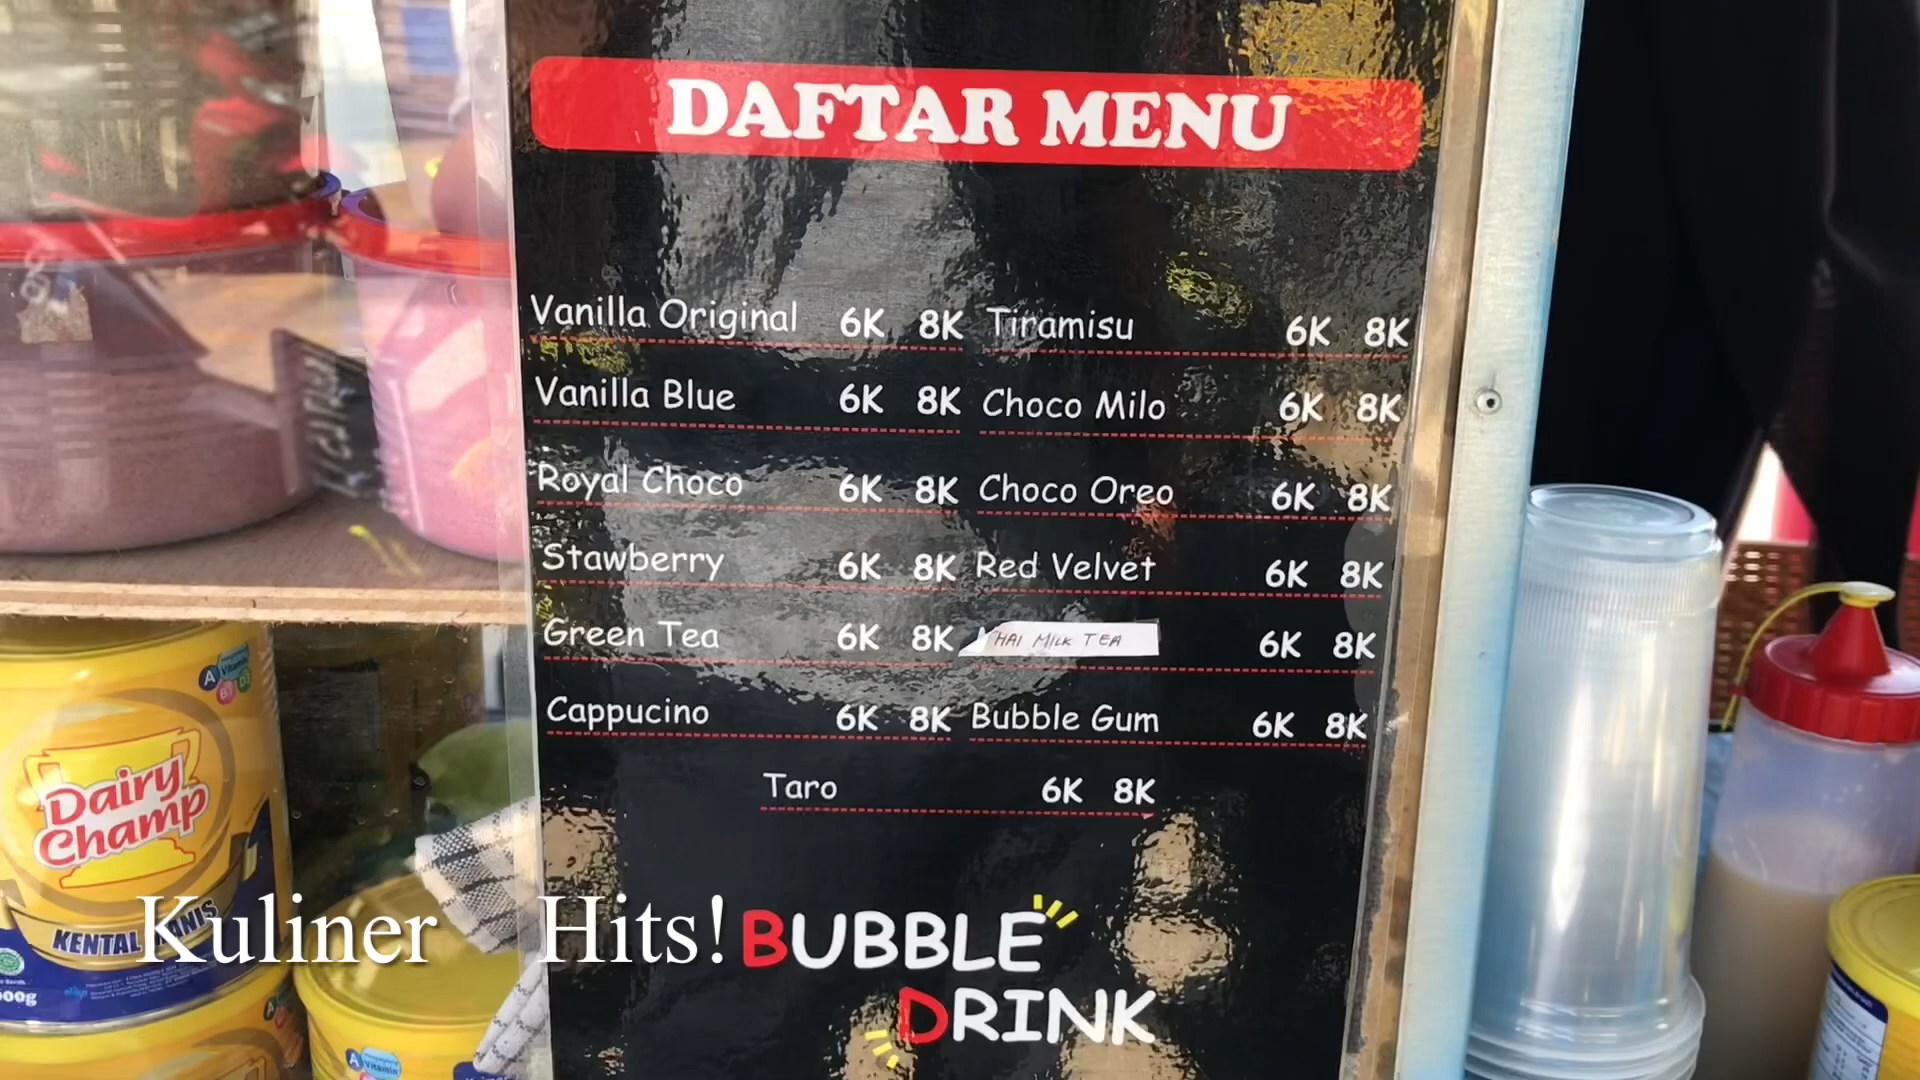 DAFTAR MENU
Vanilla Original 6K 8K
Tiramisu 6K 8K
Vanilla Blue 6K 8K
Choco Milo 6K 8K
Royal Choco 6K 8K
Choco Oreo 6K 8K
Stawberry 6K 8K
Red Velvet 6K 8K
Green Tea 6K 8K
HAI MILK TEA 6K 8K
Cappucino 6K 8K
Bubble Gum 6K 8K
Taro 6K 8K
BUBBLE
DRINK
Kuliner Hits!
Dairy
Champ
KENTAL